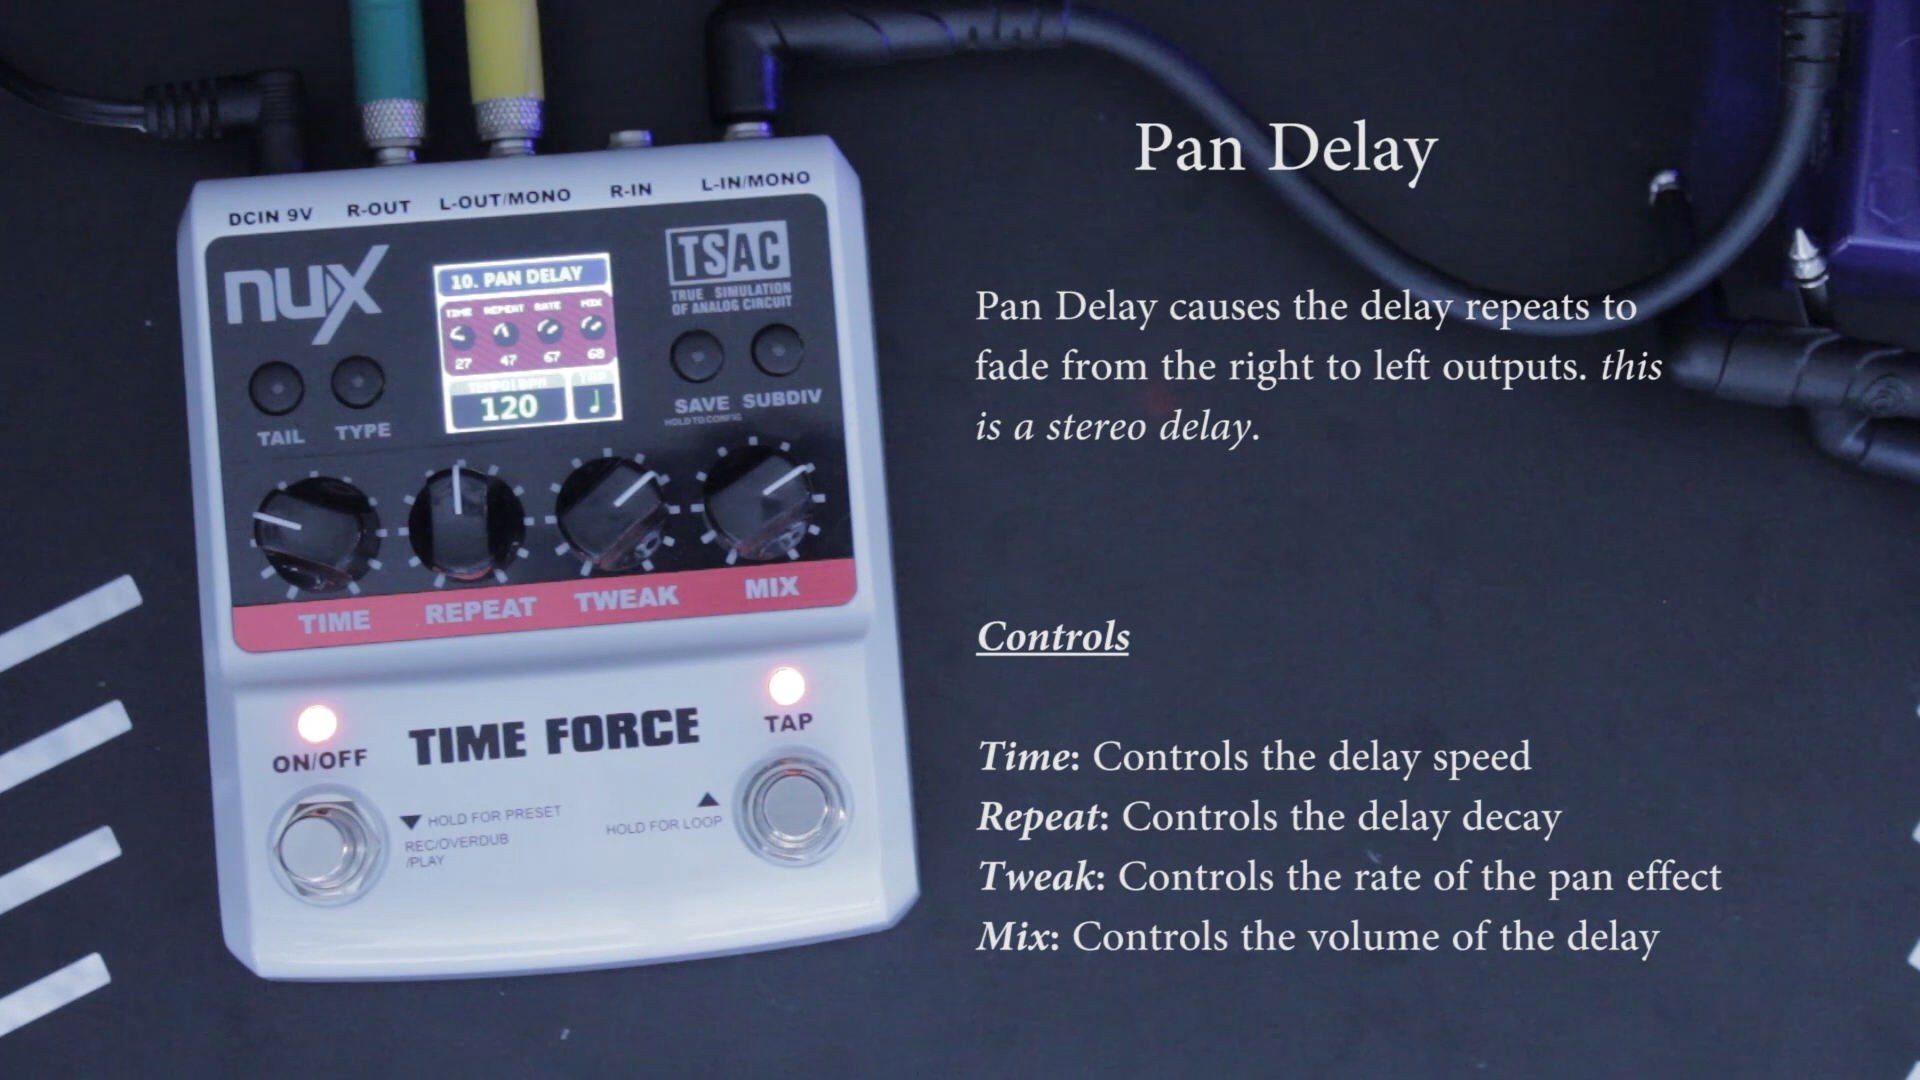 Pan Delay
DCIN 9V R-OUT L-OUT/MONO R-IN L-IN/MONO
nux
TSAC
TRUE SIMULATION
OF ANALOG CIRCUIT
10. PAN DELAY
TIME REPEAT RATE MIX
27 47 67 68
120
TAIL TYPE
SAVE SUBDIV
HOLD TO CONFIG
TIME REPEAT TWEAK MIX
ON/OFF
TIME FORCE
TAP
▼ HOLD FOR PRESET
REC/OVERDUB
/PLAY
▲
HOLD FOR LOOP
Pan Delay causes the delay repeats to
fade from the right to left outputs. this
is a stereo delay.
Controls
Time: Controls the delay speed
Repeat: Controls the delay decay
Tweak: Controls the rate of the pan effect
Mix: Controls the volume of the delay